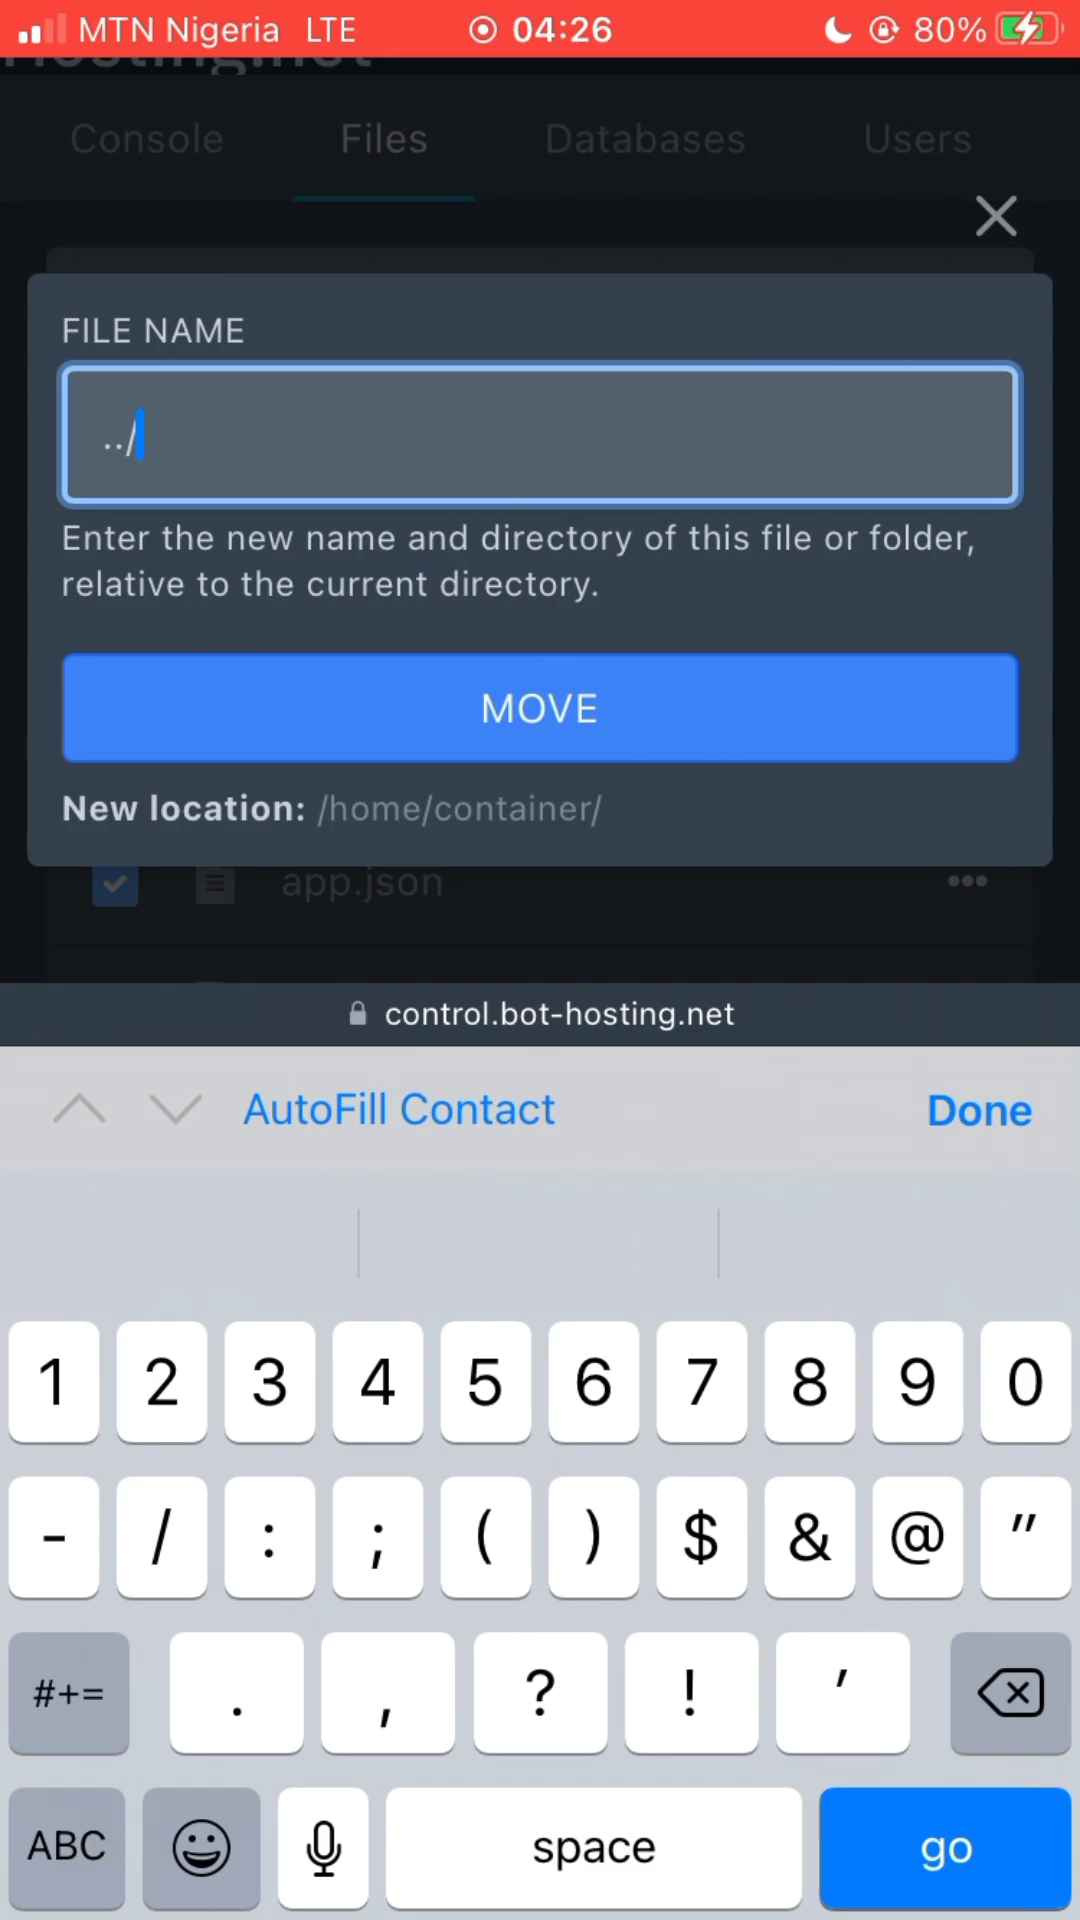 MTN Nigeria LTE 04:26 80%
Hosting.net
Console Files Databases Users
FILE NAME
../
Enter the new name and directory of this file or folder,
relative to the current directory.
MOVE
New location: /home/container/
app.json
control.bot-hosting.net
AutoFill Contact Done
1 2 3 4 5 6 7 8 9 0
- / : ; ( ) $ & @ "
#+= . , ? ! '
ABC space go